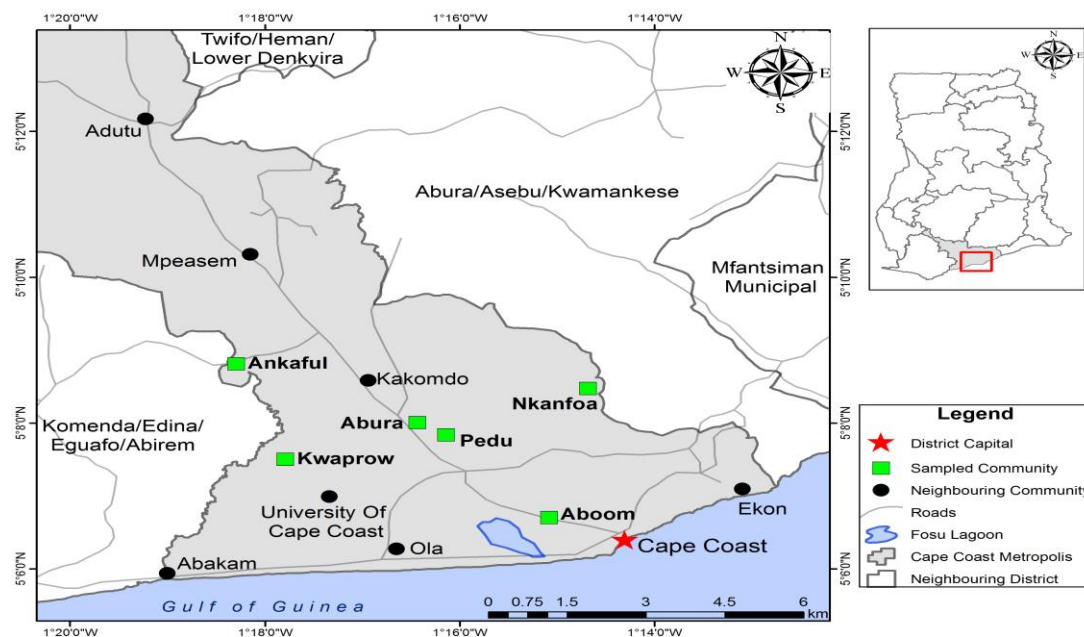 1°20'0"W
1°18'0"W
1°16'0"W
1°14'0"W
Twifo/Heman/
Lower Denkyira
N
W
E
S
Adutu
Abura/Asebu/Kwamankese
Mpeasem
Mfantsiman
Municipal
Ankaful
Kakomdo
Nkanfoa
Komenda/Edina/
Eguafo/Abirem
Abura
Pedu
Kwaprow
University Of
Cape Coast
Aboom
Ekon
Ola
Cape Coast
Abakam
Gulf of Guinea
0 0.75 1.5 3 4.5 6
km
5°12'0"N
5°10'0"N
5°8'0"N
5°6'0"N
5°12'0"N
5°10'0"N
5°8'0"N
5°6'0"N
1°20'0"W
1°18'0"W
1°16'0"W
1°14'0"W
N
W
E
S
Legend
District Capital
Sampled Community
Neighbouring Community
Roads
Fosu Lagoon
Cape Coast Metropolis
Neighbouring District